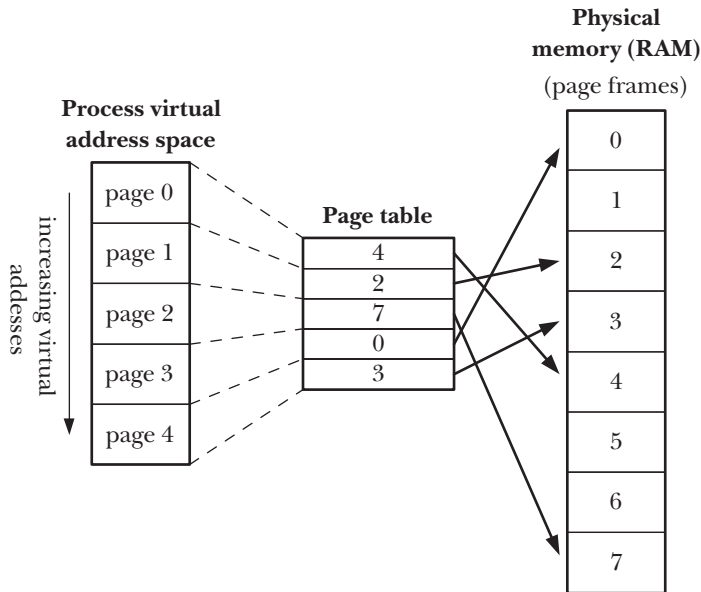 Physical
memory (RAM)
(page frames)
Process virtual
address space
increasing virtual
addesses
page 0
page 1
page 2
page 3
page 4
Page table
4
2
7
0
3
0
1
2
3
4
5
6
7